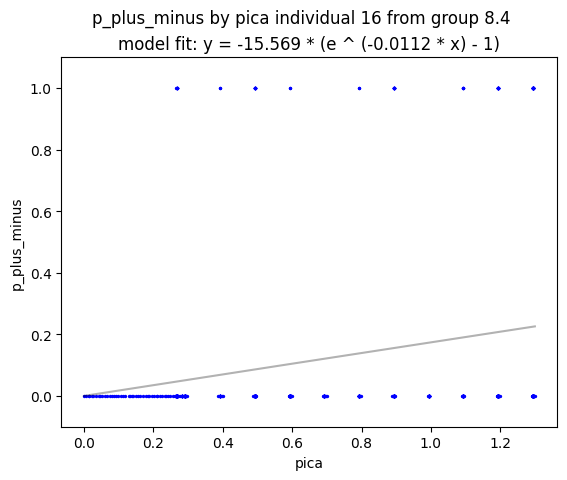 p_plus_minus by pica individual 16 from group 8.4
model fit: y = -15.569 * (e ^ (-0.0112 * x) - 1)
1.0
0.8
0.6
0.4
0.2
0.0
p_plus_minus
0.0 0.2 0.4 0.6 0.8 1.0 1.2
pica